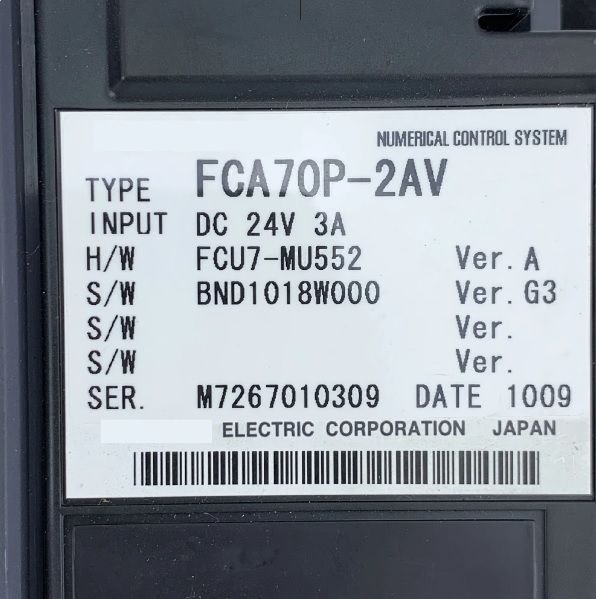 NUMERICAL CONTROL SYSTEM
TYPE FCA70P-2AV
INPUT DC 24V 3A
H/W FCU7-MU552 Ver. A
S/W BND1018W000 Ver. G3
S/W Ver.
S/W Ver.
SER. M7267010309 DATE 1009
ELECTRIC CORPORATION JAPAN